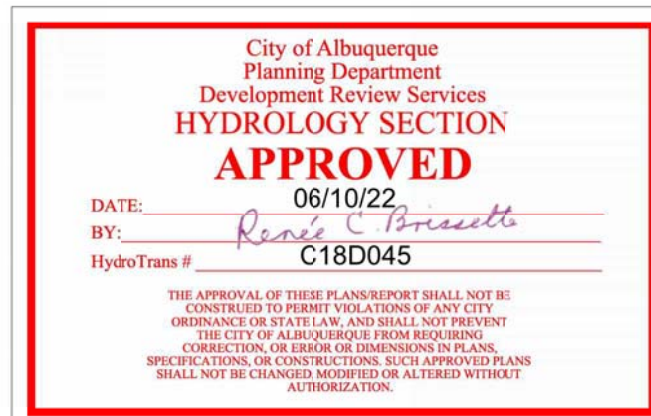 City of Albuquerque
Planning Department
Development Review Services
HYDROLOGY SECTION
APPROVED
DATE: 06/10/22
BY: Renée C. Brissette
HydroTrans # C18D045
THE APPROVAL OF THESE PLANS/REPORT SHALL NOT BE
CONSTRUED TO PERMIT VIOLATIONS OF ANY CITY
ORDINANCE OR STATE LAW, AND SHALL NOT PREVENT
THE CITY OF ALBUQUERQUE FROM REQUIRING
CORRECTION, OR ERROR OR DIMENSIONS IN PLANS,
SPECIFICATIONS, OR CONSTRUCTIONS. SUCH APPROVED PLANS
SHALL NOT BE CHANGED, MODIFIED OR ALTERED WITHOUT
AUTHORIZATION.